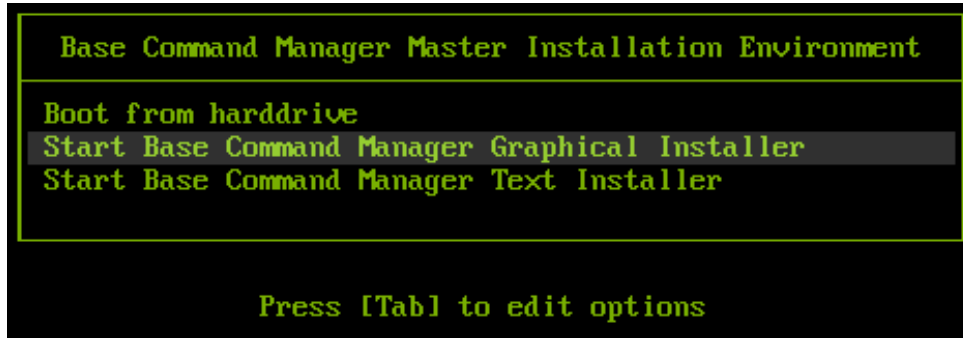 Base Command Manager Master Installation Environment
Boot from harddrive
Start Base Command Manager Graphical Installer
Start Base Command Manager Text Installer
Press [Tab] to edit options